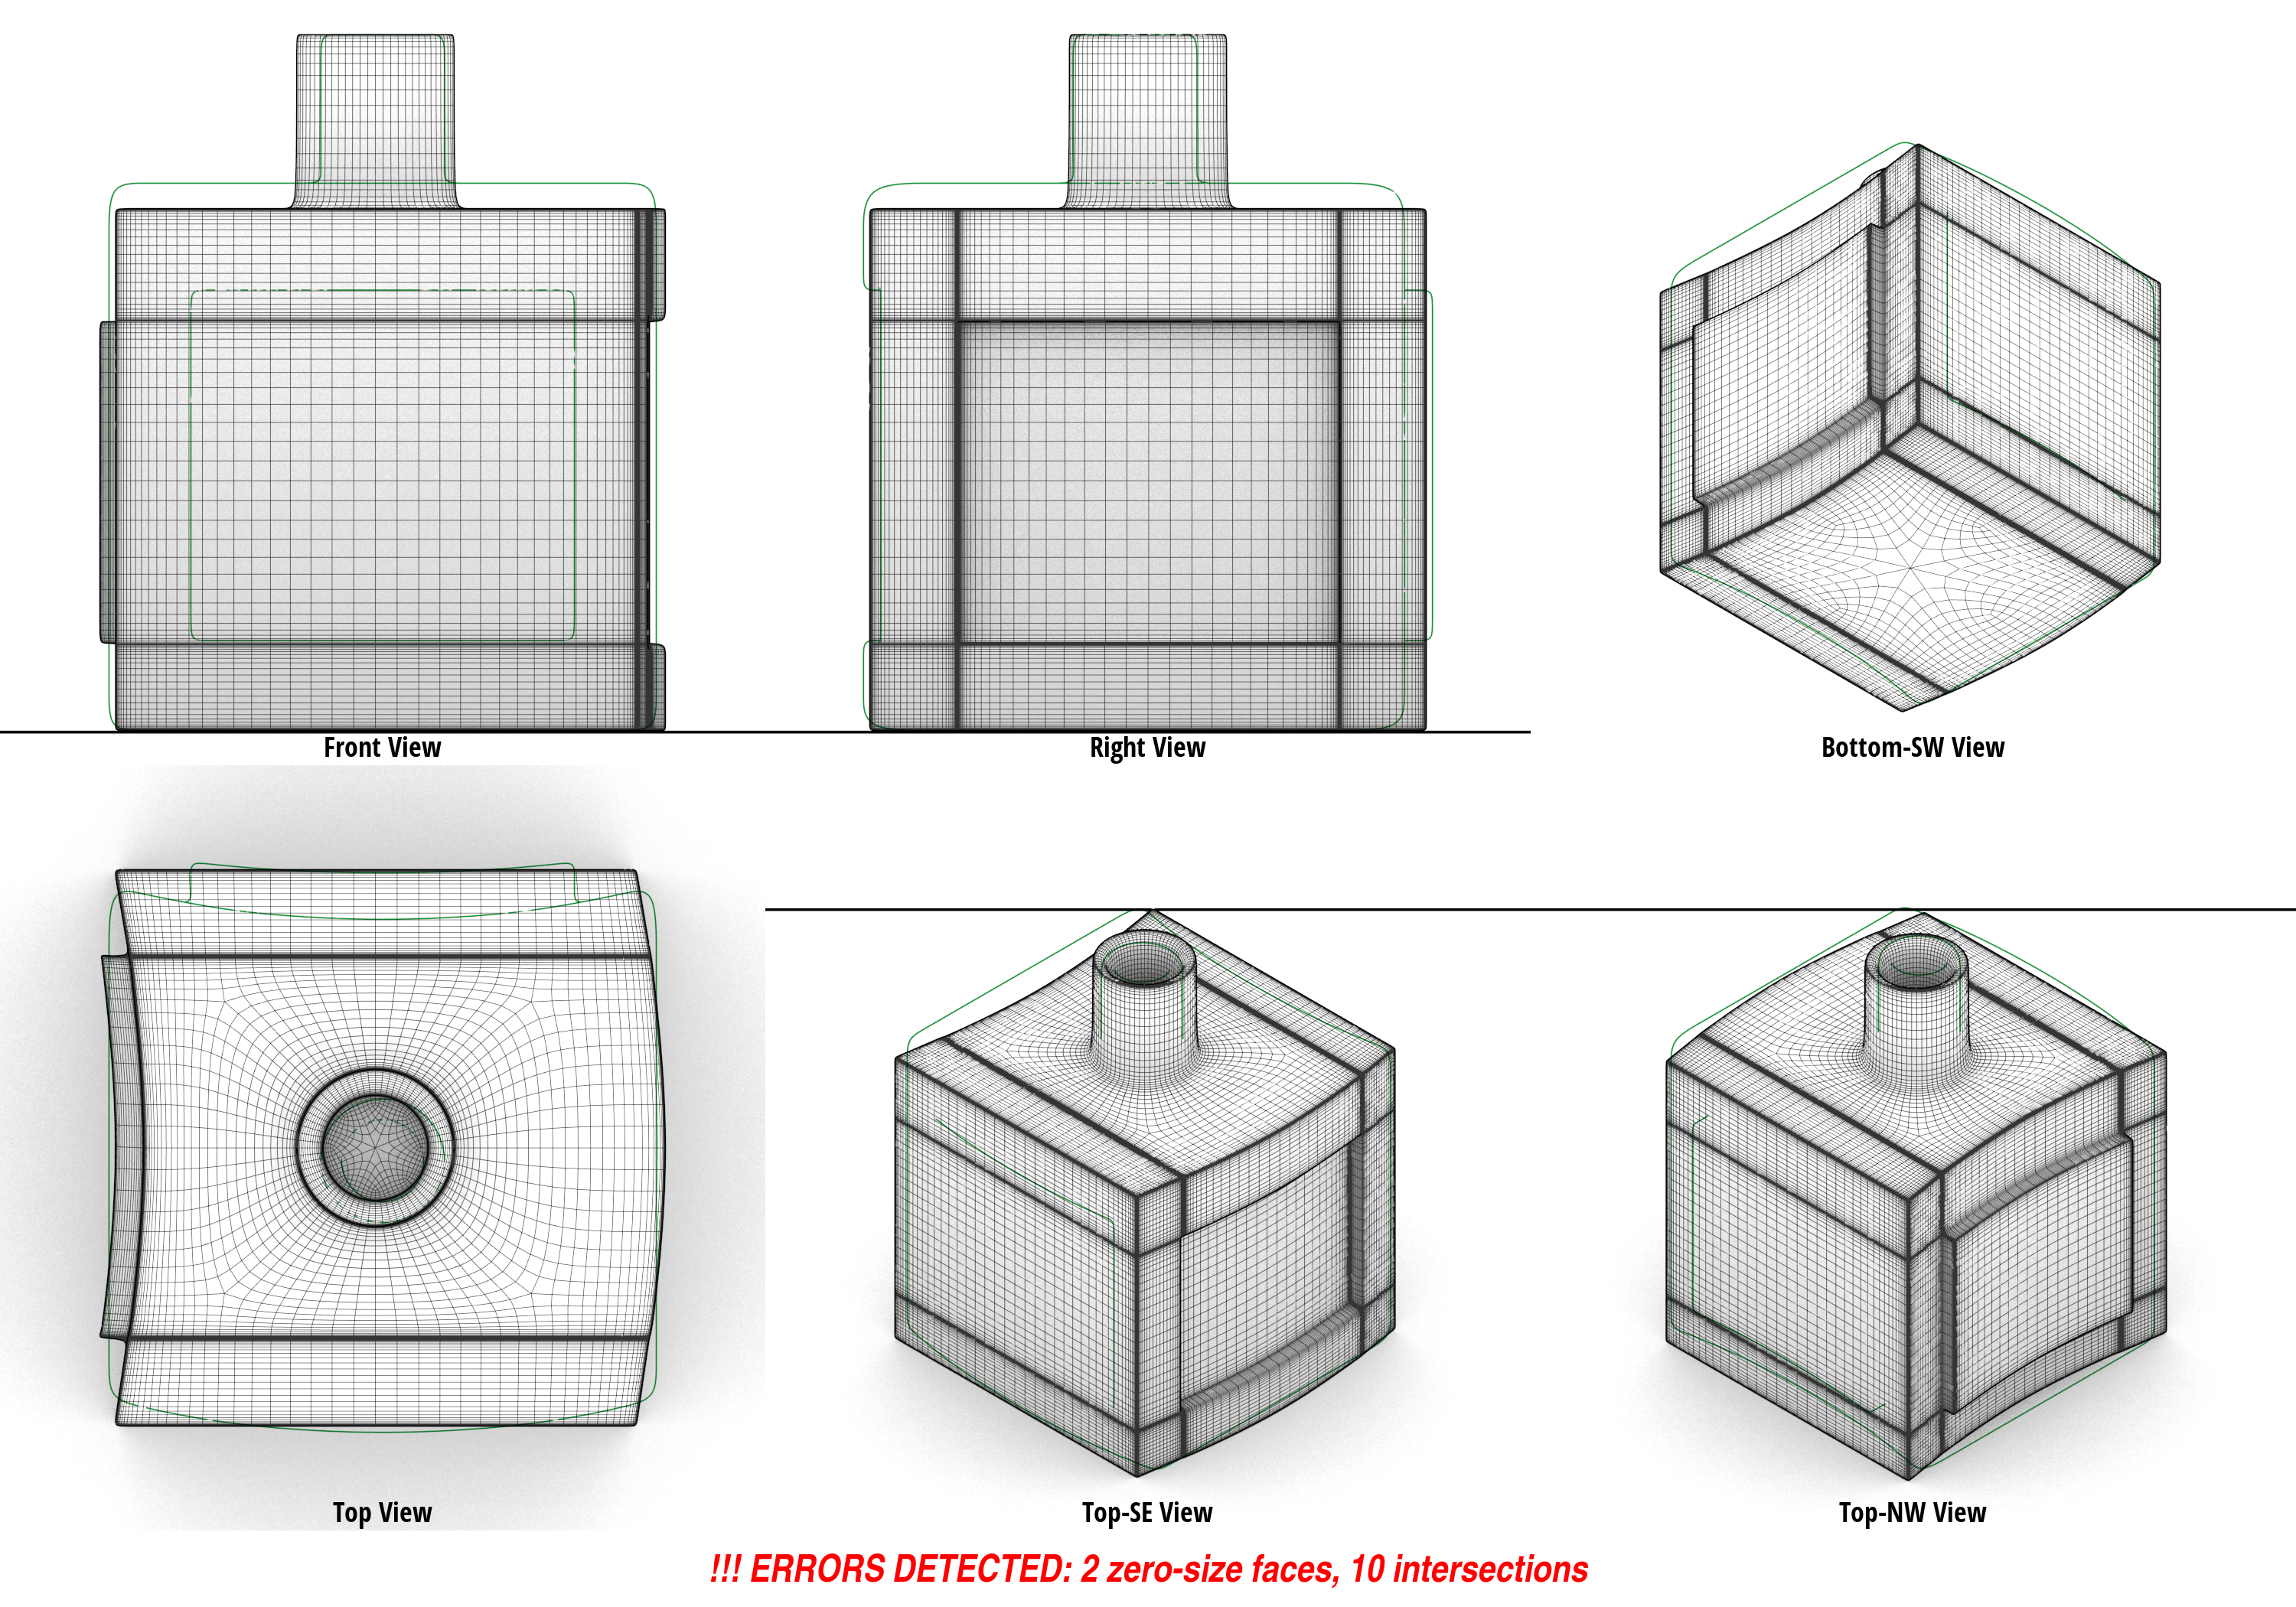 Front View
Right View
Bottom-SW View
Top View
Top-SE View
Top-NW View
!!! ERRORS DETECTED: 2 zero-size faces, 10 intersections